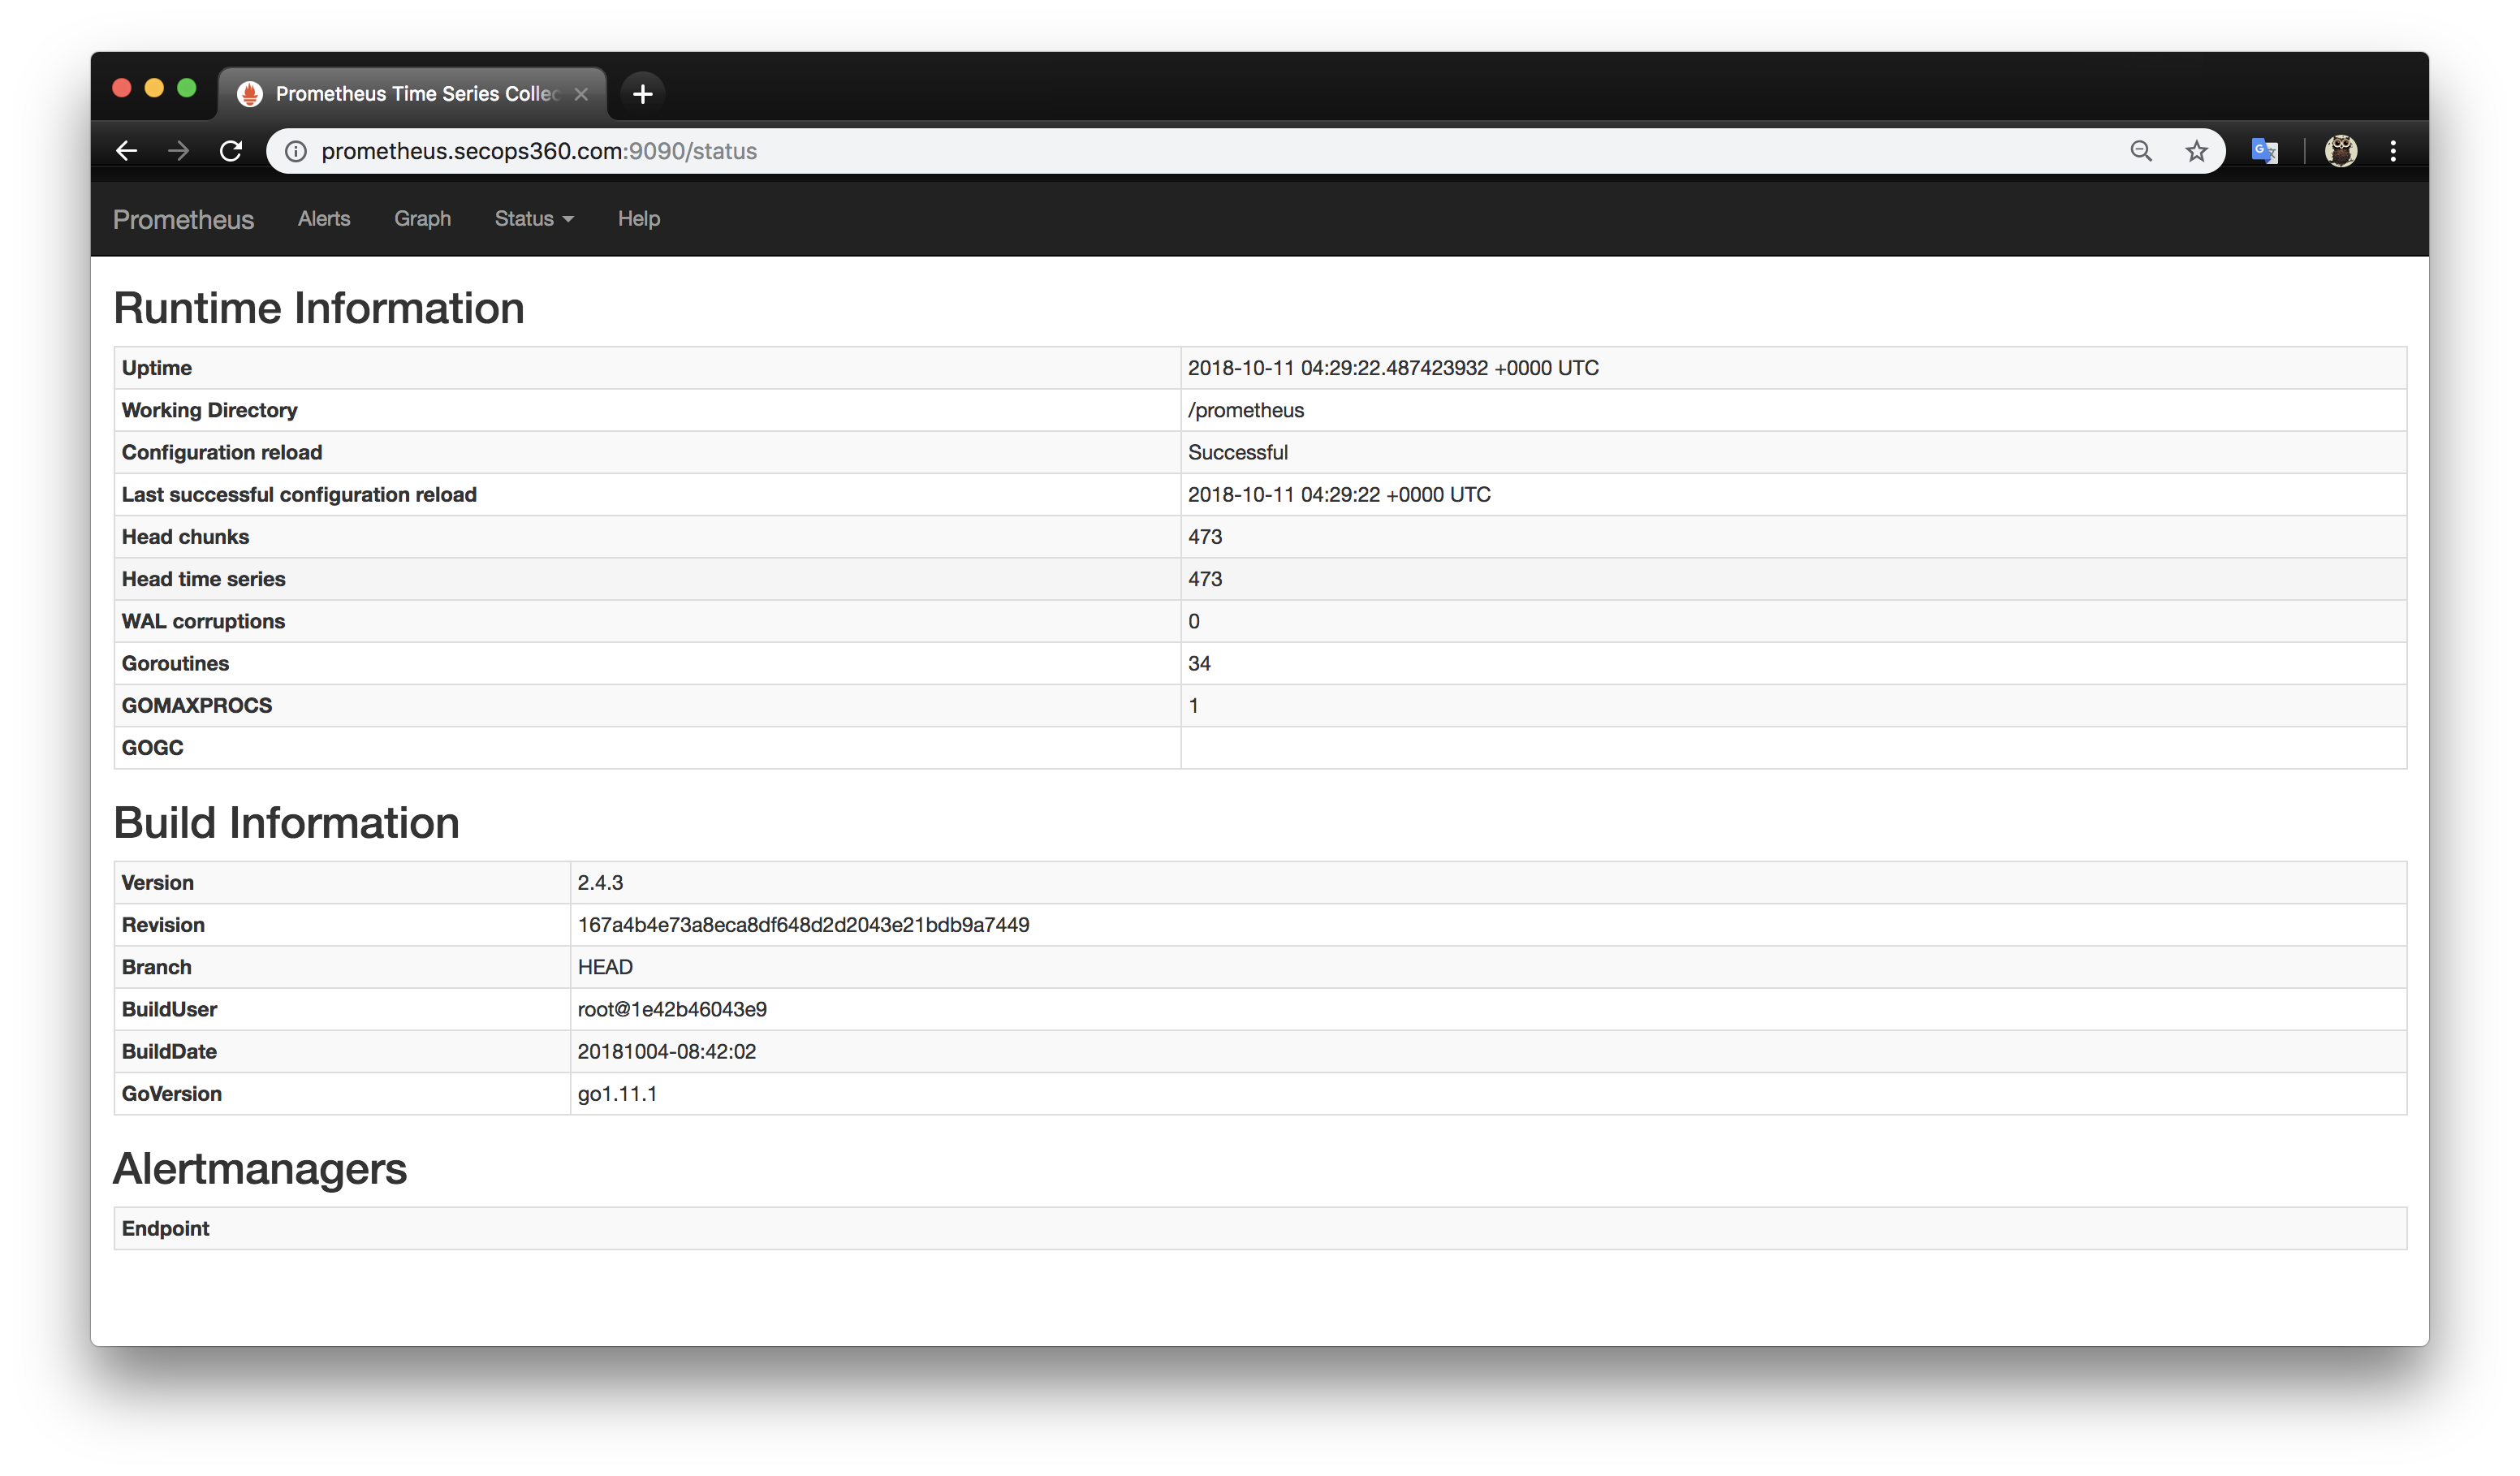 Prometheus Time Series Collec
prometheus.secops360.com:9090/status
Prometheus Alerts Graph Status Help
Runtime Information
Uptime 2018-10-11 04:29:22.487423932 +0000 UTC
Working Directory /prometheus
Configuration reload Successful
Last successful configuration reload 2018-10-11 04:29:22 +0000 UTC
Head chunks 473
Head time series 473
WAL corruptions 0
Goroutines 34
GOMAXPROCS 1
GOGC
Build Information
Version 2.4.3
Revision 167a4b4e73a8eca8df648d2d2043e21bdb9a7449
Branch HEAD
BuildUser root@1e42b46043e9
BuildDate 20181004-08:42:02
GoVersion go1.11.1
Alertmanagers
Endpoint